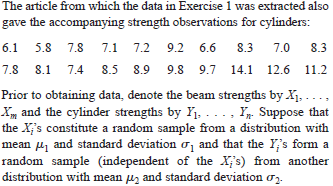 The article from which the data in Exercise 1 was extracted also
gave the accompanying strength observations for cylinders:
6.1 5.8 7.8 7.1 7.2 9.2 6.6 8.3 7.0 8.3
7.8 8.1 7.4 8.5 8.9 9.8 9.7 14.1 12.6 11.2
Prior to obtaining data, denote the beam strengths by X₁, . . . ,
Xₘ and the cylinder strengths by Y₁, . . . , Yₙ. Suppose that
the Xᵢ's constitute a random sample from a distribution with
mean μ₁ and standard deviation σ₁ and that the Yᵢ's form a
random sample (independent of the Xᵢ's) from another
distribution with mean μ₂ and standard deviation σ₂.